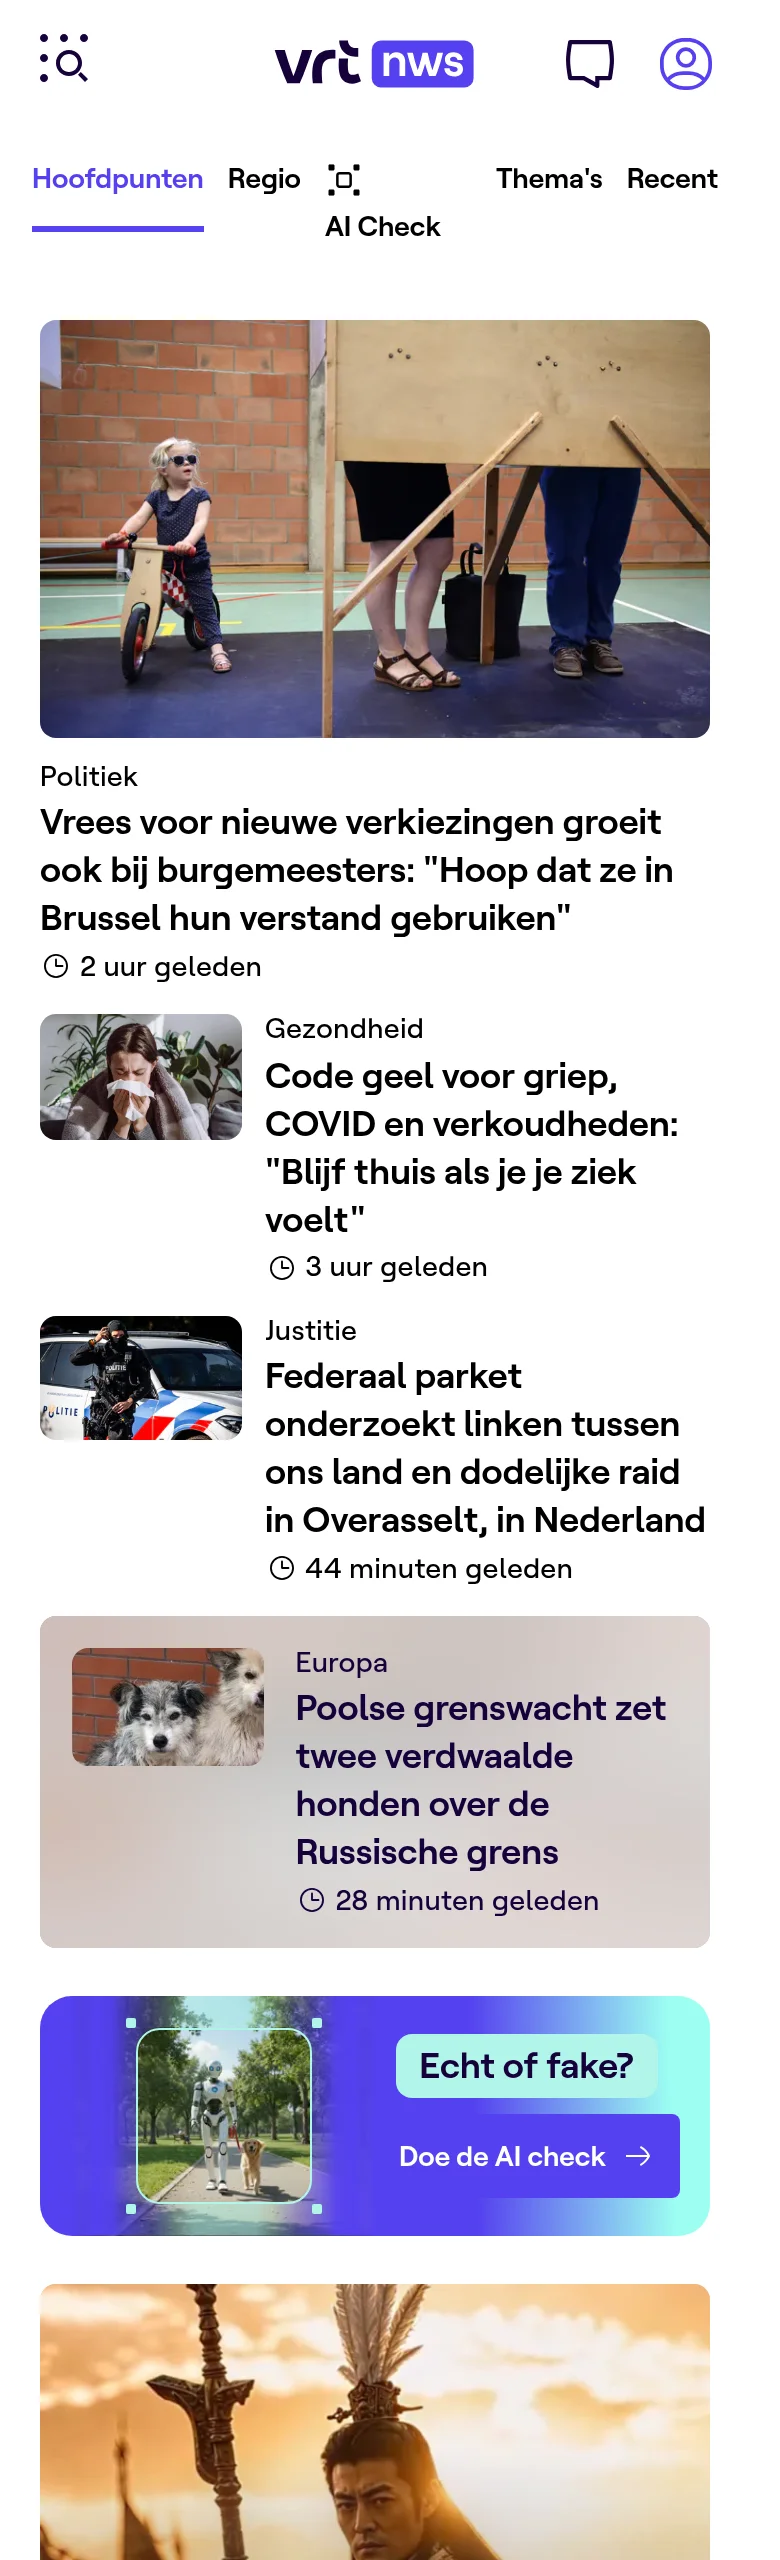 vrt nws
Hoofdpunten Regio AI Check Thema's Recent
Politiek
Vrees voor nieuwe verkiezingen groeit
ook bij burgemeesters: "Hoop dat ze in
Brussel hun verstand gebruiken"
2 uur geleden
Gezondheid
Code geel voor griep,
COVID en verkoudheden:
"Blijf thuis als je je ziek
voelt"
3 uur geleden
POLITIE
POLITIE
Justitie
Federaal parket
onderzoekt linken tussen
ons land en dodelijke raid
in Overasselt, in Nederland
44 minuten geleden
Europa
Poolse grenswacht zet
twee verdwaalde
honden over de
Russische grens
28 minuten geleden
Echt of fake?
Doe de AI check